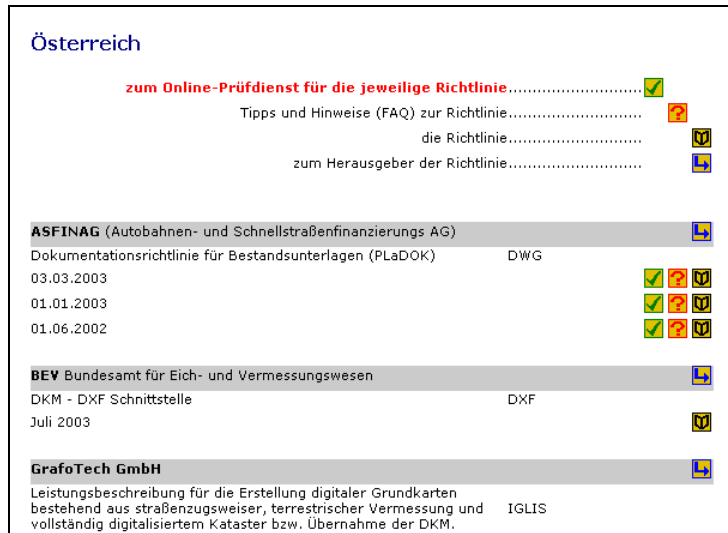 Österreich
zum Online-Prüfdienst für die jeweilige Richtlinie............................
Tipps und Hinweise (FAQ) zur Richtlinie............................
die Richtlinie............................
zum Herausgeber der Richtlinie............................
ASFINAG (Autobahnen- und Schnellstraßenfinanzierungs AG)
Dokumentationsrichtlinie für Bestandsunterlagen (PLaDOK) DWG
03.03.2003
01.01.2003
01.06.2002
BEV Bundesamt für Eich- und Vermessungswesen
DKM - DXF Schnittstelle DXF
Juli 2003
GrafoTech GmbH
Leistungsbeschreibung für die Erstellung digitaler Grundkarten
bestehend aus straßenzugsweiser, terrestrischer Vermessung und IGLIS
vollständig digitalisiertem Kataster bzw. Übernahme der DKM.